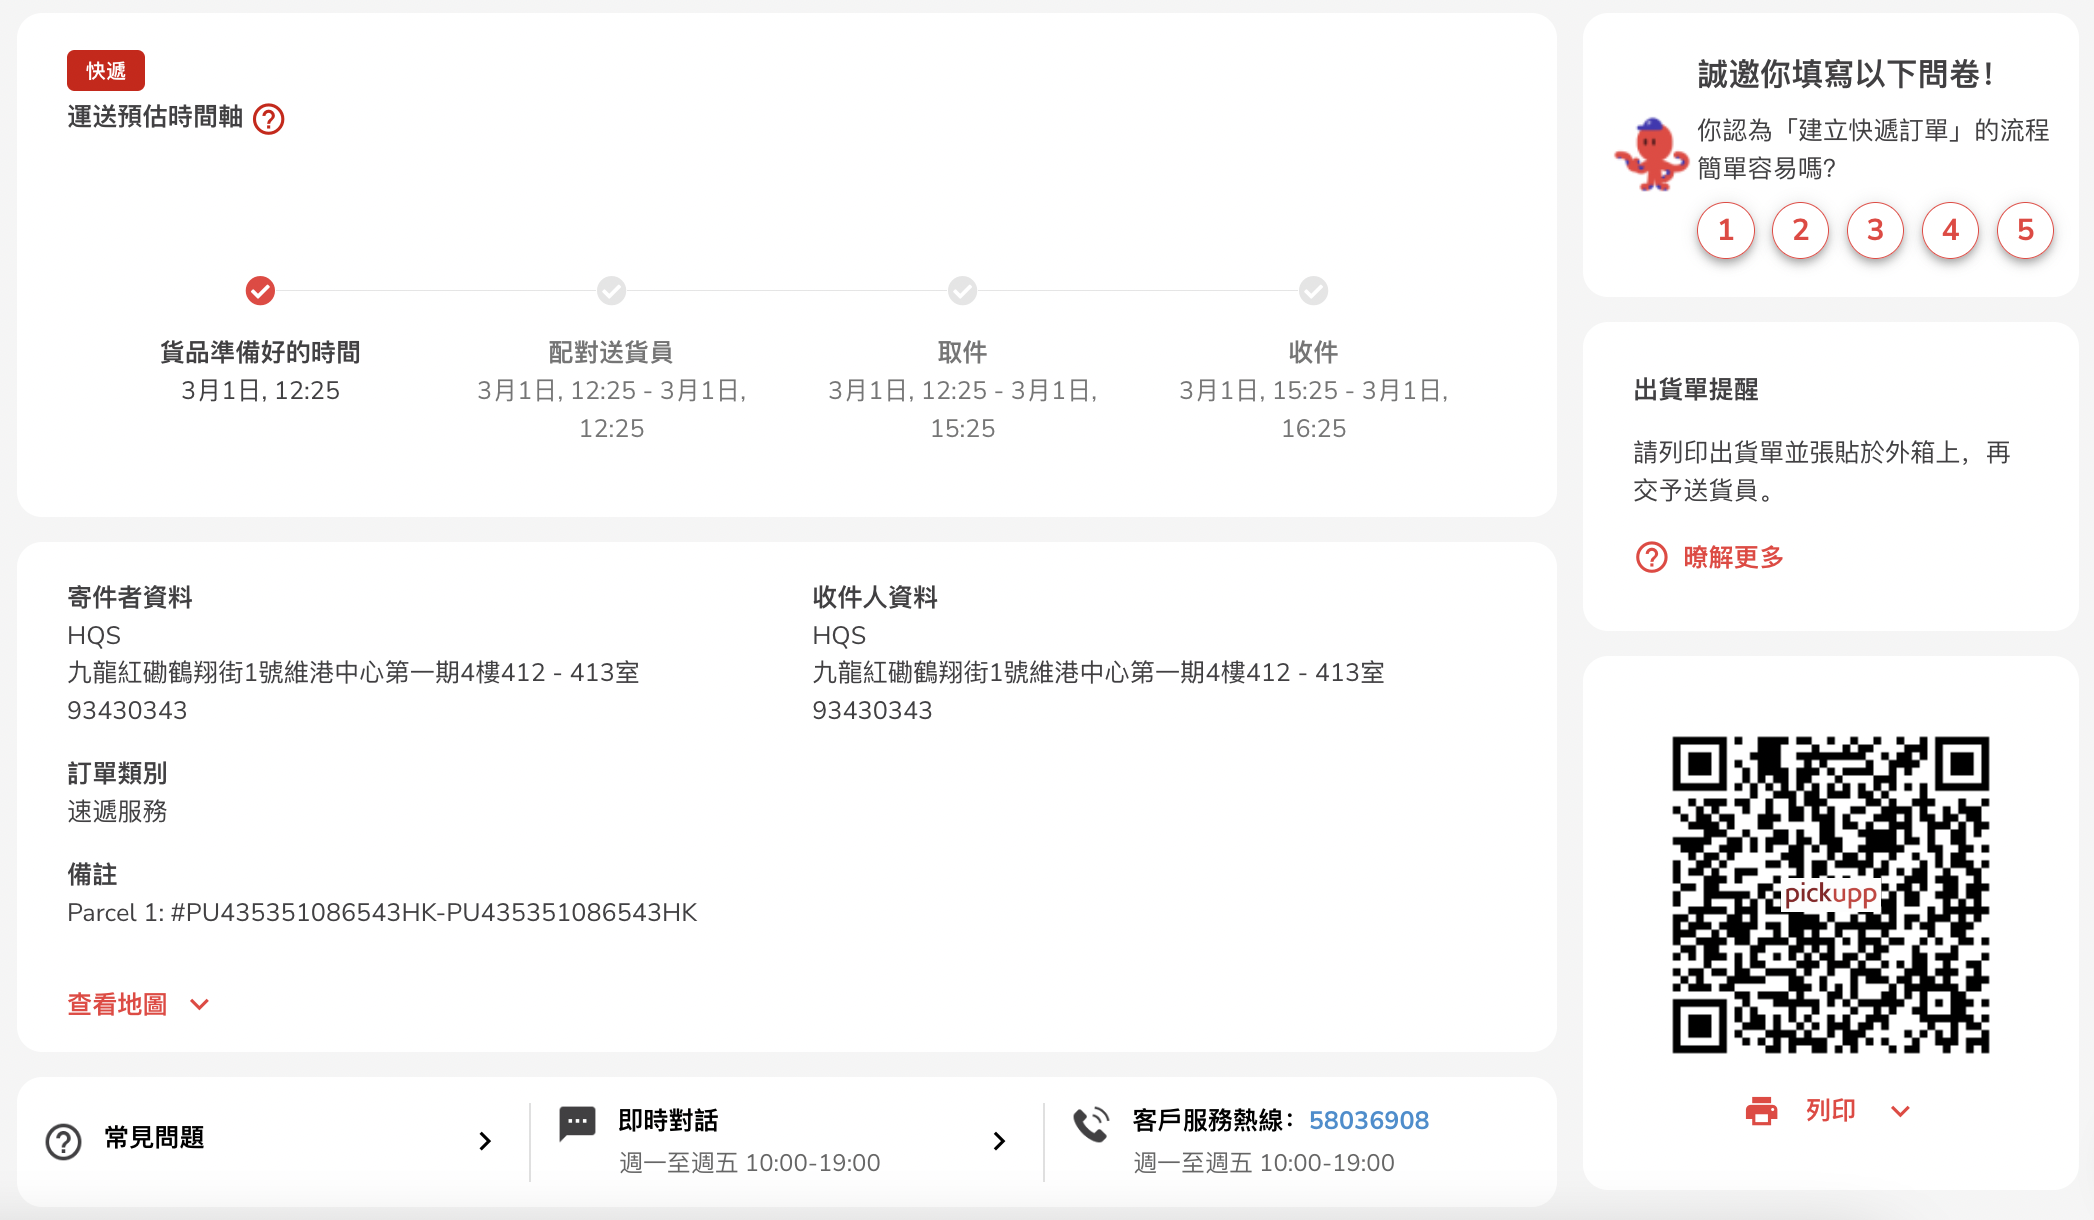 快遞
運送預估時間軸
貨品準備好的時間
3月1日, 12:25
配對送貨員
3月1日, 12:25 - 3月1日,
12:25
取件
3月1日, 12:25 - 3月1日,
15:25
收件
3月1日, 15:25 - 3月1日,
16:25
寄件者資料
HQS
九龍紅磡鶴翔街1號維港中心第一期4樓412 - 413室
93430343
收件人資料
HQS
九龍紅磡鶴翔街1號維港中心第一期4樓412 - 413室
93430343
訂單類別
速遞服務
備註
Parcel 1: #PU435351086543HK-PU435351086543HK
查看地圖
常見問題
即時對話
週一至週五 10:00-19:00
客戶服務熱線：58036908
週一至週五 10:00-19:00
誠邀你填寫以下問卷！
你認為「建立快遞訂單」的流程
簡單容易嗎？
1 2 3 4 5
出貨單提醒
請列印出貨單並張貼於外箱上，再
交予送貨員。
瞭解更多
pickupp
列印